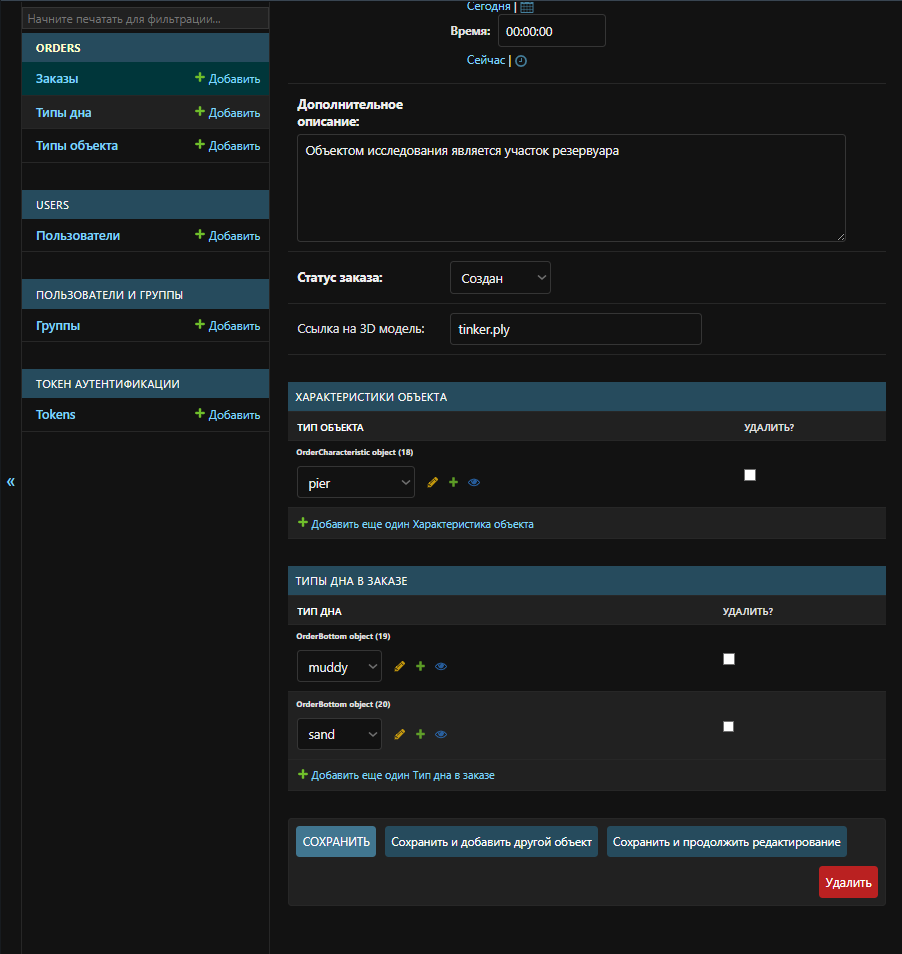 Начните печатать для фильтрации...
ORDERS
Заказы + Добавить
Типы дна + Добавить
Типы объекта + Добавить
USERS
Пользователи + Добавить
ПОЛЬЗОВАТЕЛИ И ГРУППЫ
Группы + Добавить
ТОКЕН АУТЕНТИФИКАЦИИ
Tokens + Добавить
«
Сегодня |
Время: 00:00:00
Сейчас |
Дополнительное
описание:
Объектом исследования является участок резервуара
Статус заказа: Создан
Ссылка на 3D модель: tinker.ply
ХАРАКТЕРИСТИКИ ОБЪЕКТА
ТИП ОБЪЕКТА УДАЛИТЬ?
OrderCharacteristic object (18)
pier
+ Добавить еще один Характеристика объекта
ТИПЫ ДНА В ЗАКАЗЕ
ТИП ДНА УДАЛИТЬ?
OrderBottom object (19)
muddy
OrderBottom object (20)
sand
+ Добавить еще один Тип дна в заказе
СОХРАНИТЬ Сохранить и добавить другой объект Сохранить и продолжить редактирование
Удалить